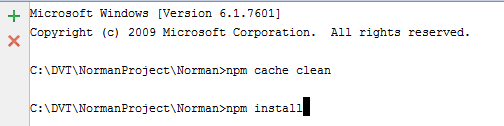 Microsoft Windows [Version 6.1.7601]
Copyright (c) 2009 Microsoft Corporation.  All rights reserved.
C:\DVT\NormanProject\Norman>npm cache clean
C:\DVT\NormanProject\Norman>npm install